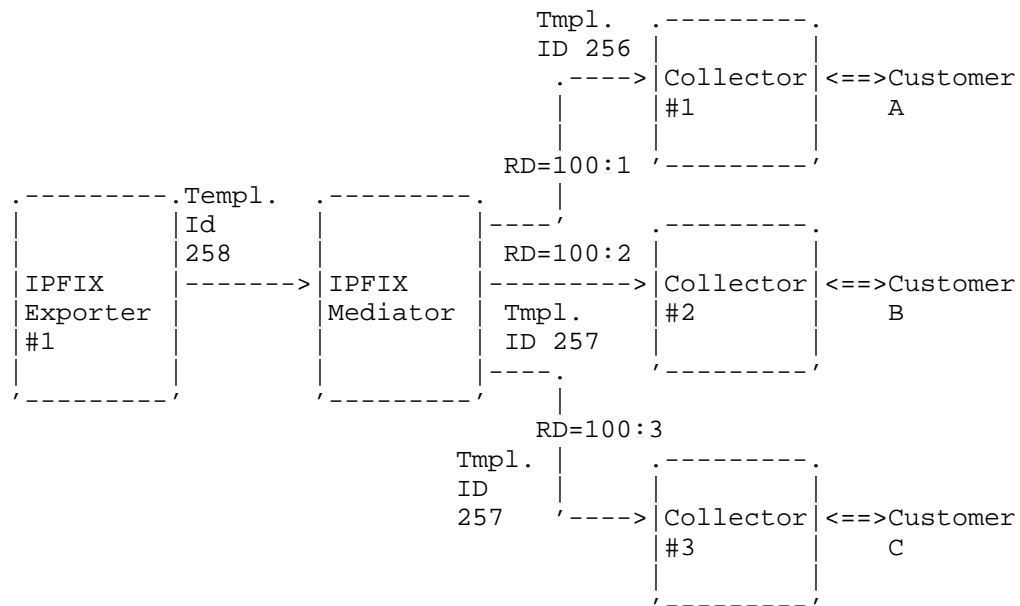 Tmpl.
ID 256
Collector <==>Customer
#1 A
RD=100:1
Templ.
Id
258
RD=100:2
IPFIX IPFIX Collector <==>Customer
Exporter Mediator Tmpl. #2 B
#1 ID 257
RD=100:3
Tmpl.
ID
257 Collector <==>Customer
#3 C